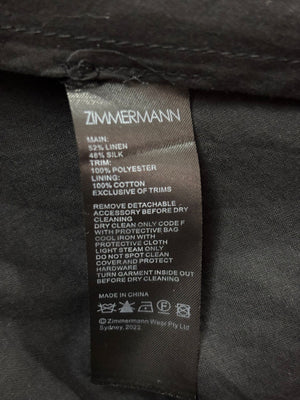 ZIMMERMANN
MAIN:
52% LINEN
48% SILK
TRIM:
100% POLYESTER
LINING:
100% COTTON
EXCLUSIVE OF TRIMS
REMOVE DETACHABLE
ACCESSORY BEFORE DRY
CLEANING
DRY CLEAN ONLY CODE F
WITH PROTECTIVE BAG
COOL IRON WITH
PROTECTIVE CLOTH
LIGHT STEAM ONLY
DO NOT SPOT CLEAN
COVER AND PROTECT
HARDWARE
TURN GARMENT INSIDE OUT
BEFORE DRY CLEANING
MADE IN CHINA
© Zimmermann Wear Pty Ltd
Sydney, 2022